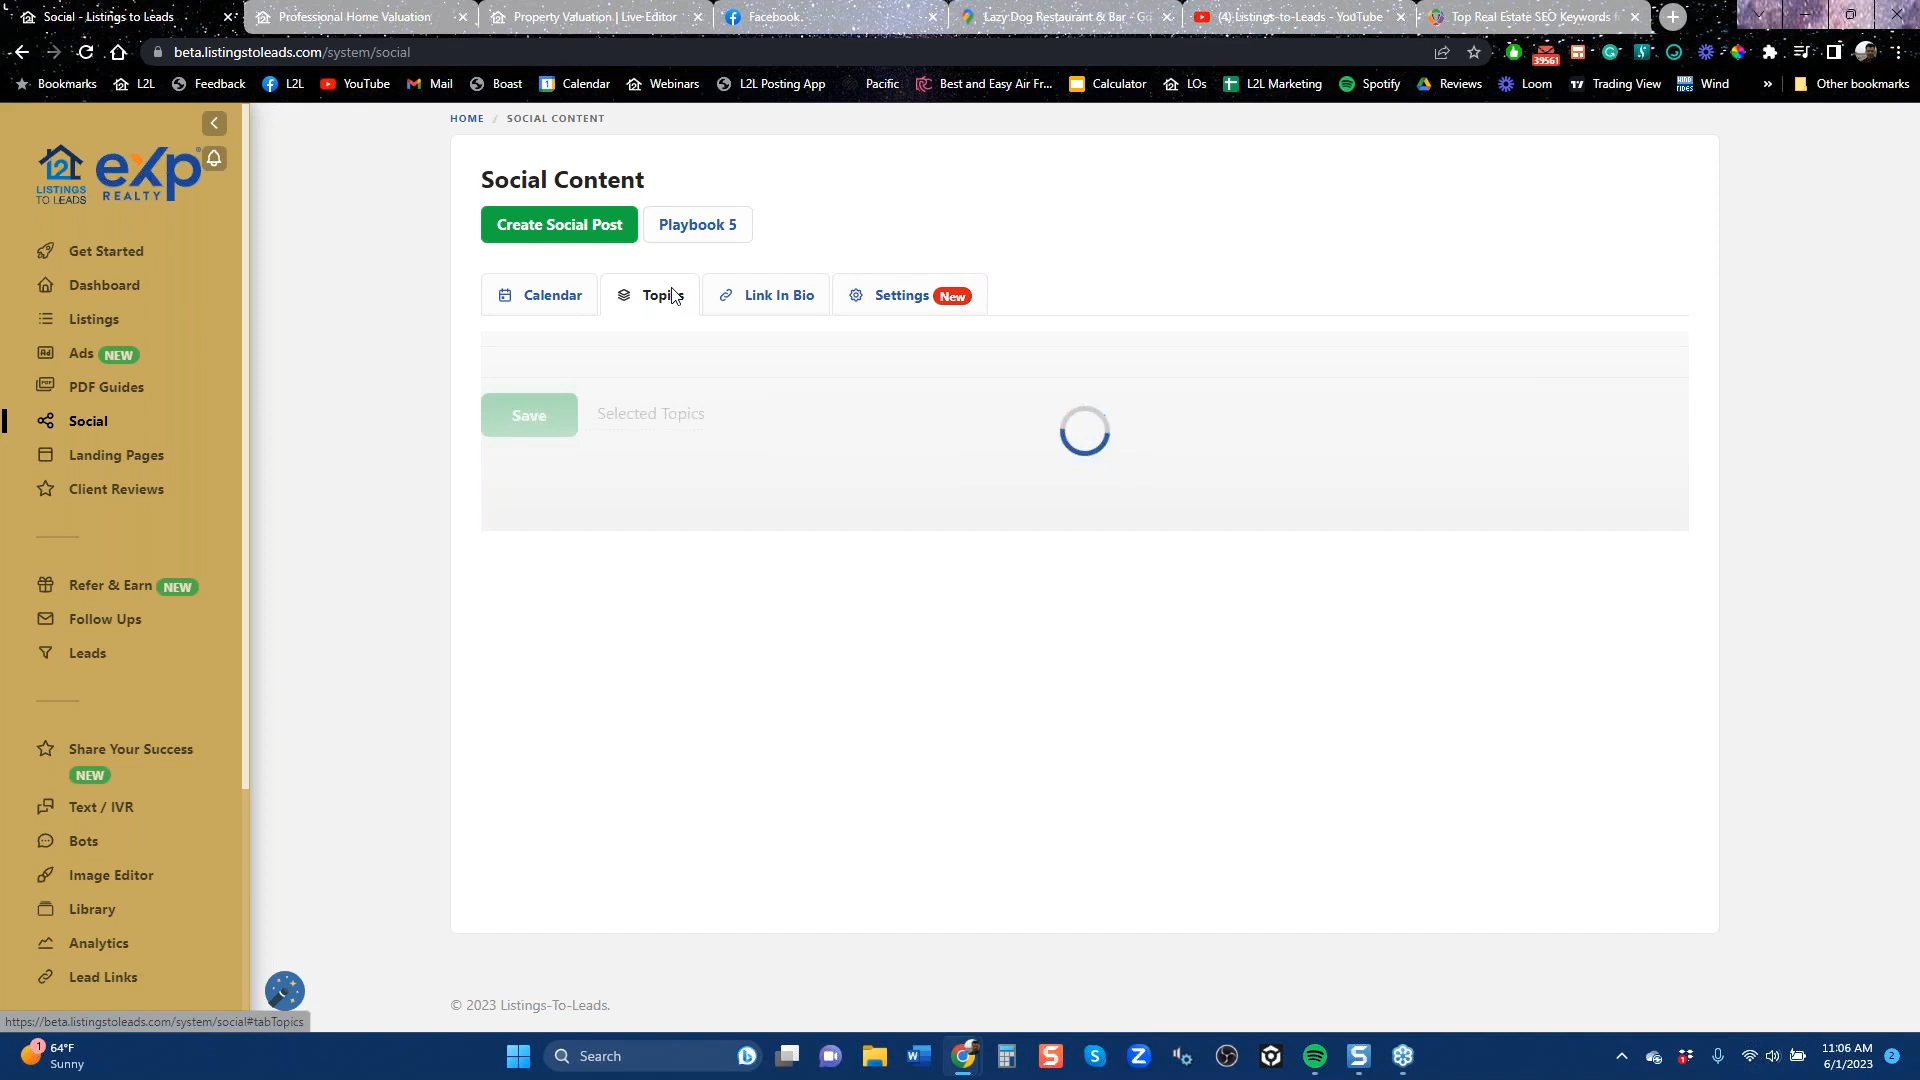 Social - Listings to Leads
Professional Home Valuation
Property Valuation | Live Editor
Facebook
Lazy Dog Restaurant & Bar - Go
(4) Listings-to-Leads - YouTube
Top Real Estate SEO Keywords f
beta.listingstoleads.com/system/social
39561
Bookmarks
L2L
Feedback
L2L
YouTube
Mail
Boast
Calendar
Webinars
L2L Posting App
Pacific
Best and Easy Air Fr...
Calculator
LOs
L2L Marketing
Spotify
Reviews
Loom
Trading View
Wind
»
Other bookmarks
HOME / SOCIAL CONTENT
L2L
LISTINGS
TO LEADS
eXp
REALTY
Social Content
Create Social Post
Playbook 5
Calendar
Topics
Link In Bio
Settings New
Save
Selected Topics
Get Started
Dashboard
Listings
Ads NEW
PDF Guides
Social
Landing Pages
Client Reviews
Refer & Earn NEW
Follow Ups
Leads
Share Your Success
NEW
Text / IVR
Bots
Image Editor
Library
Analytics
Lead Links
© 2023 Listings-To-Leads.
https://beta.listingstoleads.com/system/social#tabTopics
1
64°F
Sunny
Search
11:06 AM
6/1/2023
2